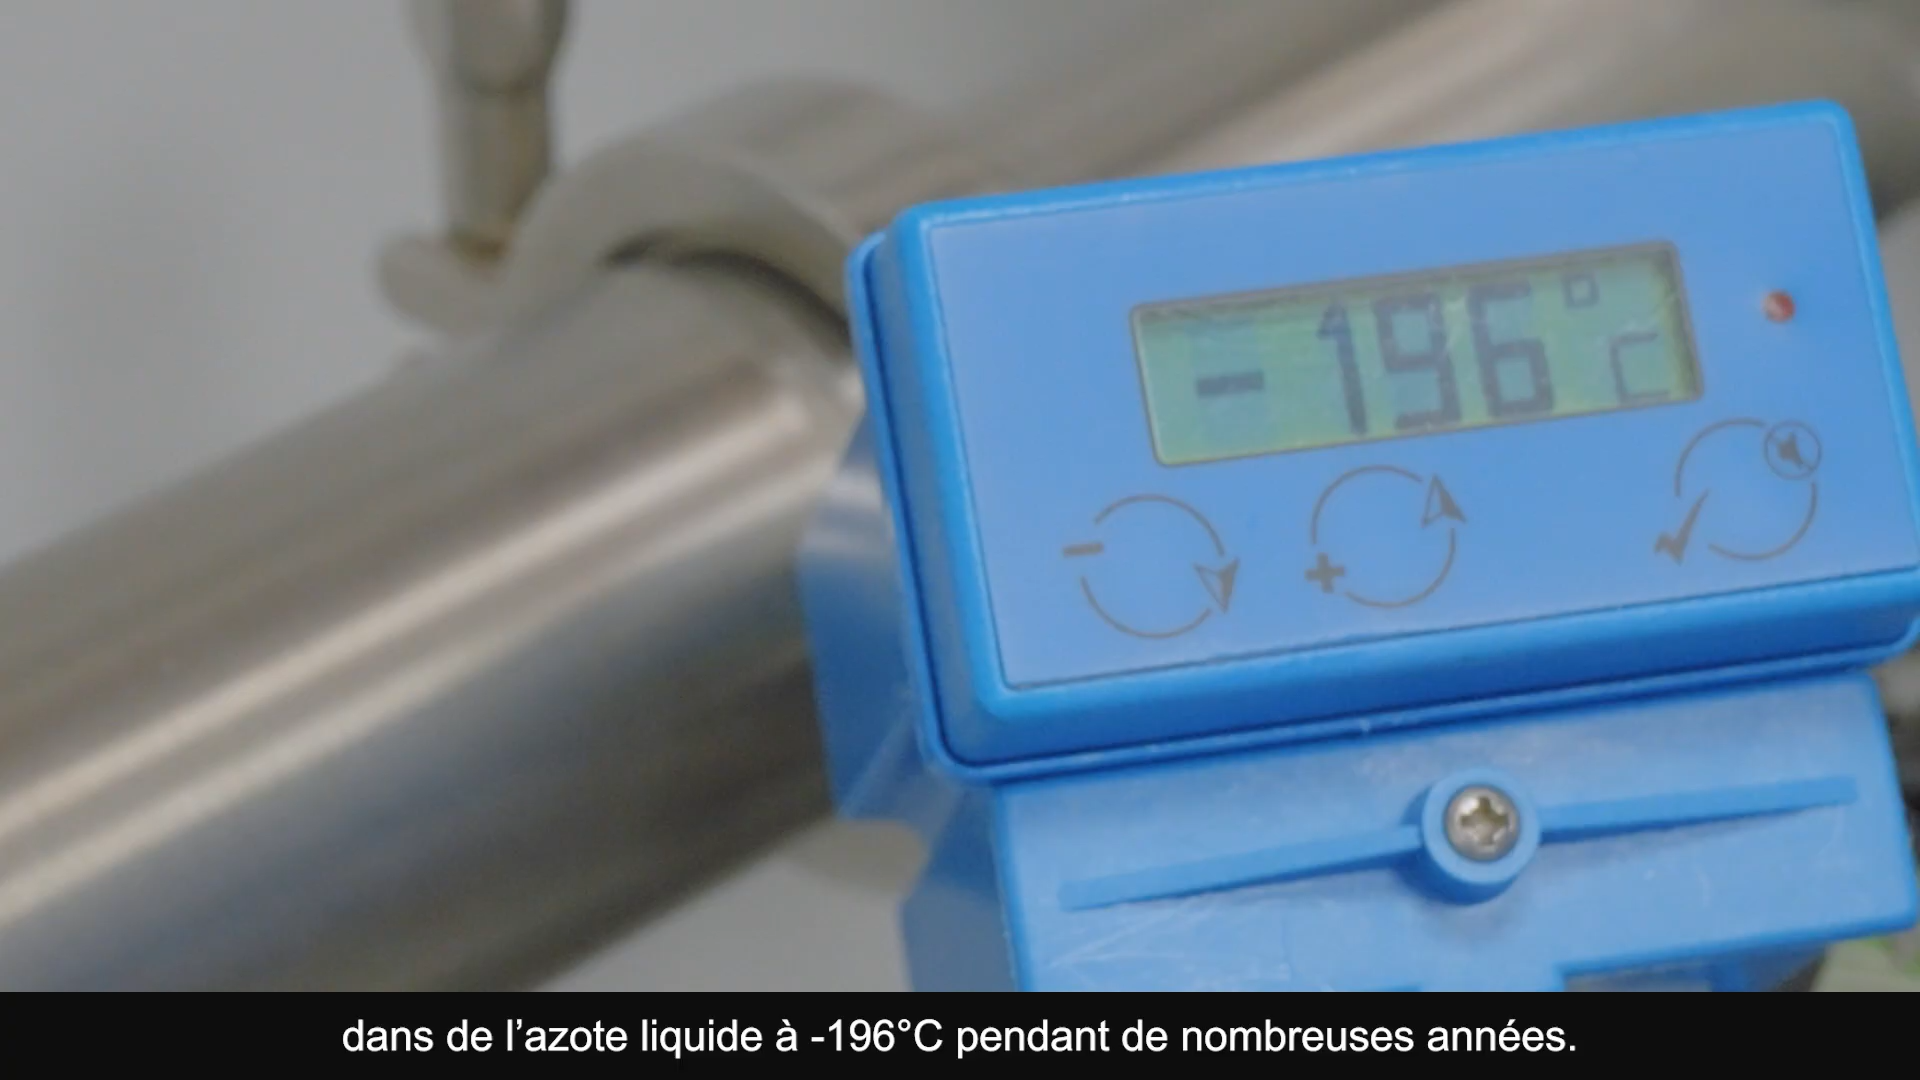 -196°C
dans de l’azote liquide à -196°C pendant de nombreuses années.